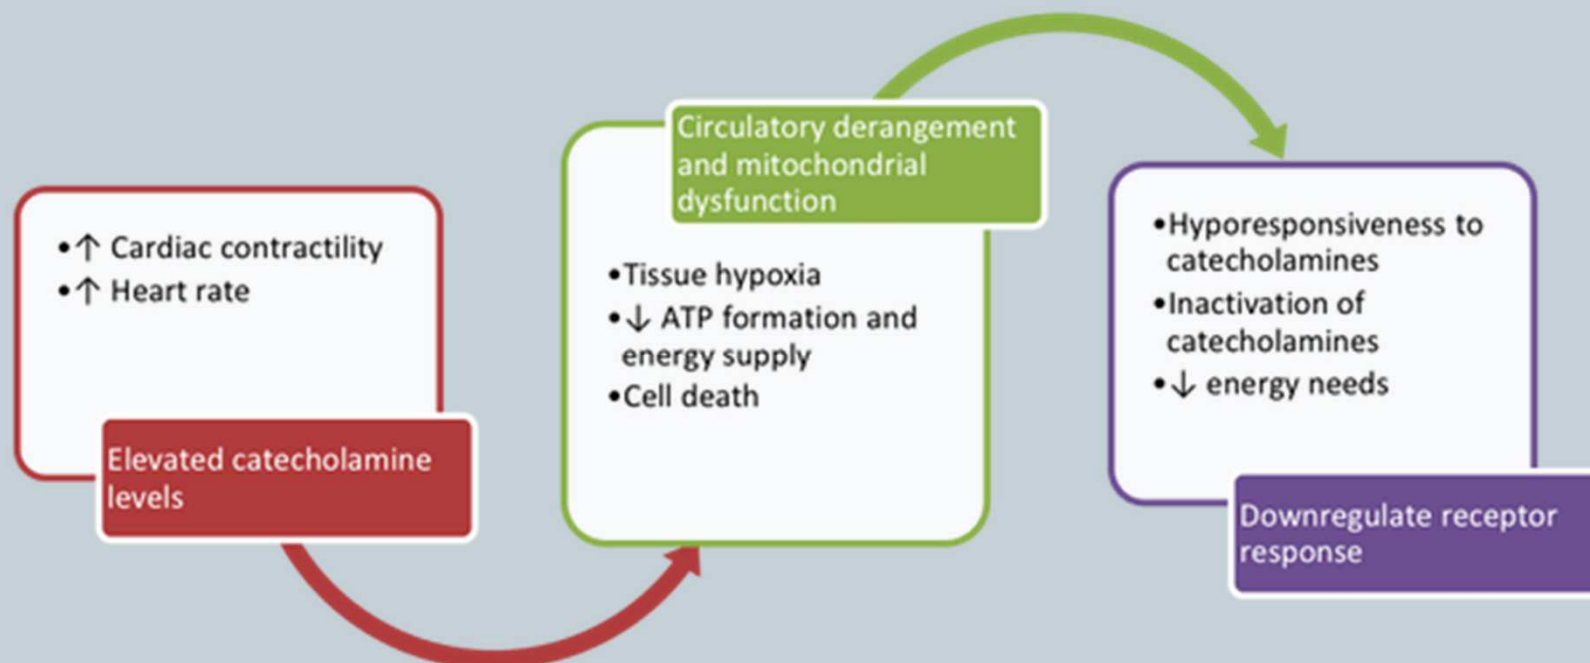 •↑ Cardiac contractility
•↑ Heart rate
Elevated catecholamine
levels
Circulatory derangement
and mitochondrial
dysfunction
•Tissue hypoxia
•↓ ATP formation and
energy supply
•Cell death
•Hyporesponsiveness to
catecholamines
•Inactivation of
catecholamines
•↓ energy needs
Downregulate receptor
response